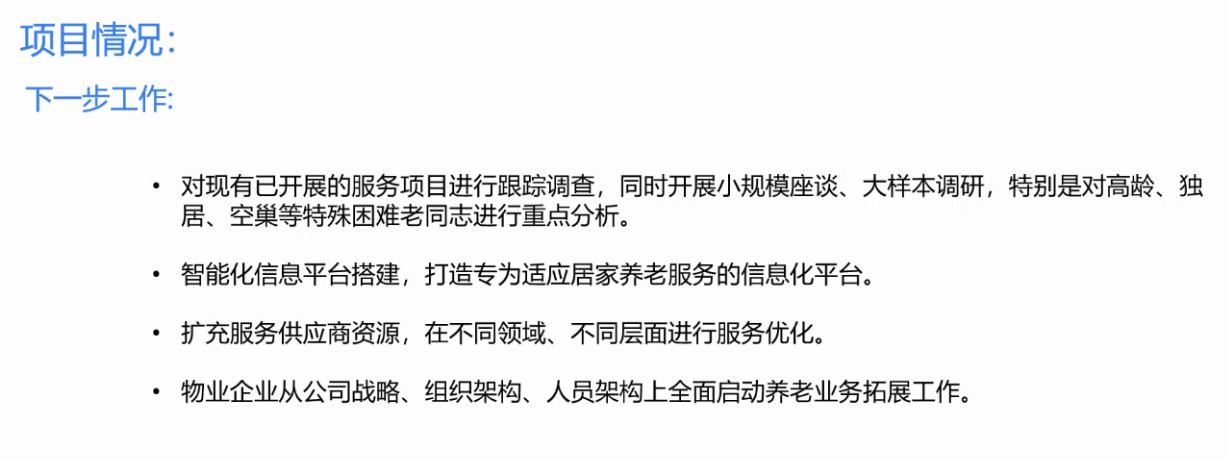 项目情况：
下一步工作:
• 对现有已开展的服务项目进行跟踪调查，同时开展小规模座谈、大样本调研，特别是对高龄、独
居、空巢等特殊困难老同志进行重点分析。
• 智能化信息平台搭建，打造专为适应居家养老服务的信息化平台。
• 扩充服务供应商资源，在不同领域、不同层面进行服务优化。
• 物业企业从公司战略、组织架构、人员架构上全面启动养老业务拓展工作。